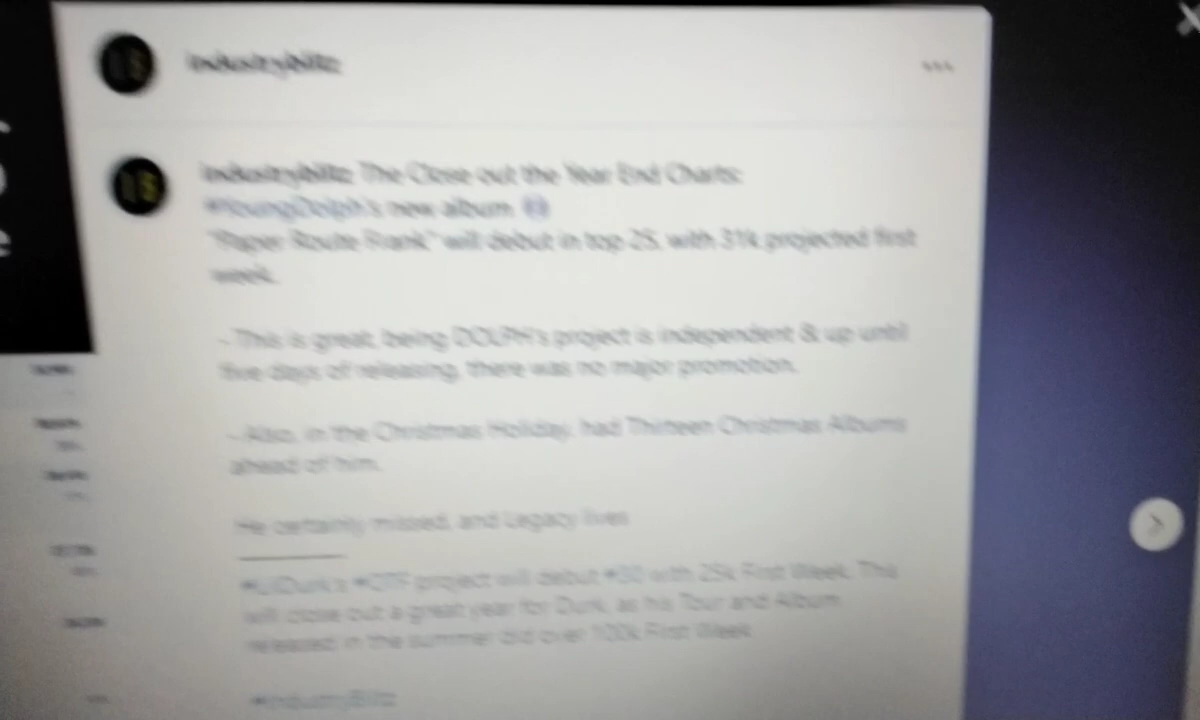 industryblitz
industryblitz The Close out the Year End Charts:
#YoungDolph's new album
"Paper Route Frank" will debut in top 25, with 31k projected first
week.
- This is great, being DOLPH's project is independent & up until
five days of releasing, there was no major promotion.
- Also, in the Christmas Holiday, had Thirteen Christmas Albums
ahead of him.
He certainly missed, and Legacy lives
#LilDurk's #OTF project will debut with 25k First Week. This
will close out a great year for Durk, as his Tour and Album
released in the summer did over 100k First Week
#IndustryBlitz